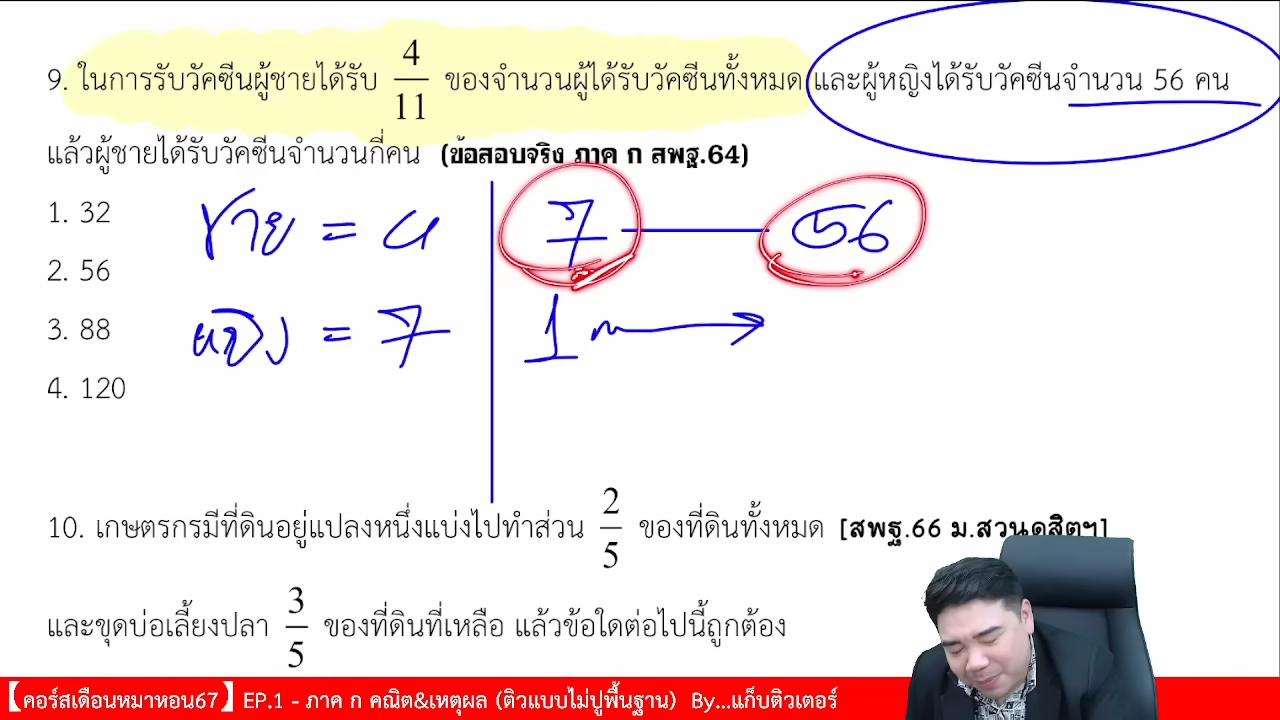 9. ในการรับวัคซีนผู้ชายได้รับ 4/11 ของจำนวนผู้ได้รับวัคซีนทั้งหมด และผู้หญิงได้รับวัคซีนจำนวน 56 คน
แล้วผู้ชายได้รับวัคซีนจำนวนกี่คน (ข้อสอบจริง ภาค ก สพฐ.64)
1. 32
2. 56
3. 88
4. 120
ชาย = 4
หญิง = 7
7 56
1
10. เกษตรกรมีที่ดินอยู่แปลงหนึ่งแบ่งไปทำส่วน 2/5 ของที่ดินทั้งหมด [สพฐ.66 ม.สวนดุสิตฯ]
และขุดบ่อเลี้ยงปลา 3/5 ของที่ดินที่เหลือ แล้วข้อใดต่อไปนี้ถูกต้อง
【คอร์สเดือนหมาหอน67】 EP.1 - ภาค ก คณิต&เหตุผล (ติวแบบไม่ปูพื้นฐาน) By...แก็บติวเตอร์